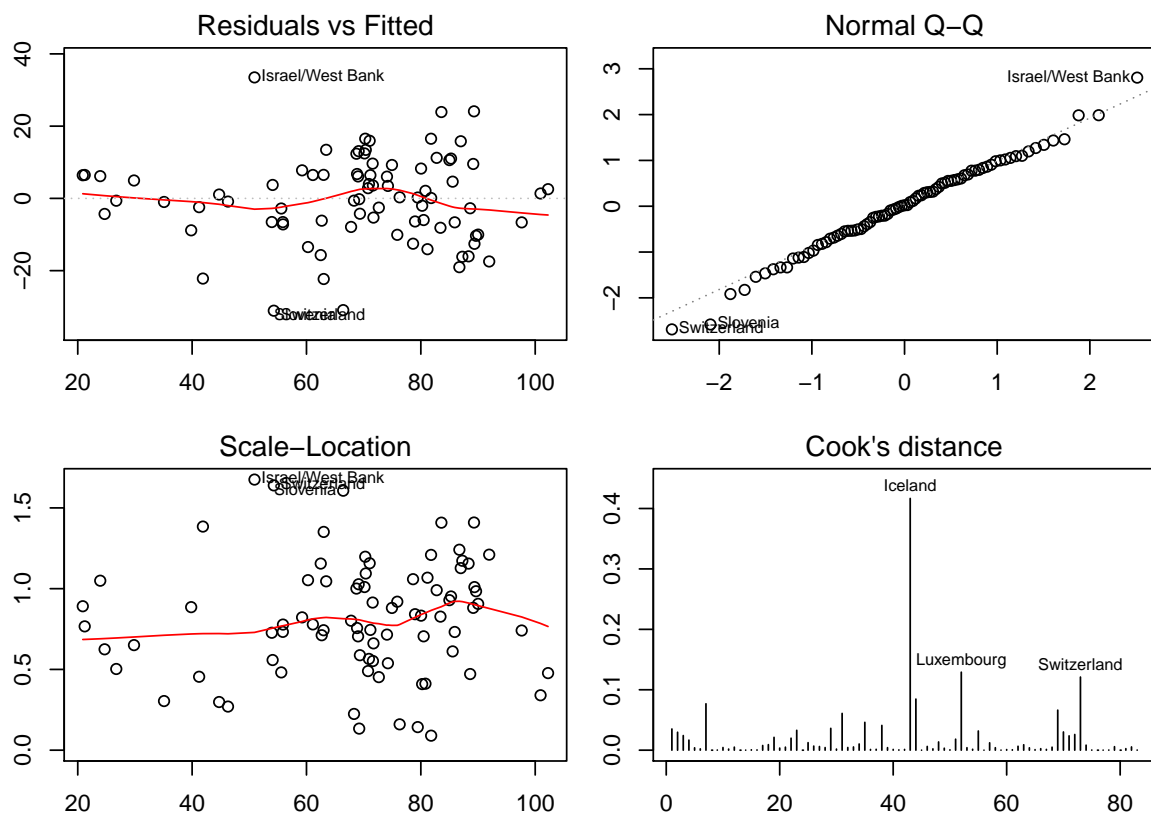 Residuals vs Fitted
40
20
0
−20
Israel/West Bank
Slovenia
Switzerland
20 40 60 80 100
Normal Q−Q
3
2
1
0
−2
Israel/West Bank
Slovenia
Switzerland
−2 −1 0 1 2
Scale−Location
1.5
1.0
0.5
0.0
Israel/West Bank
Switzerland
Slovenia
20 40 60 80 100
Cook's distance
0.4
0.3
0.2
0.1
0.0
Iceland
Luxembourg
Switzerland
0 20 40 60 80